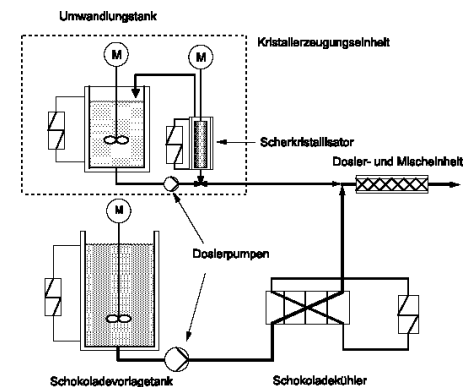 Umwandlungstank
Kristallerzeugungseinheit
M
M
Scherkristallisator
Dosier- und Mischeinheit
M
Dosierpumpen
Schokoladevorlagetank
Schokoladekühler